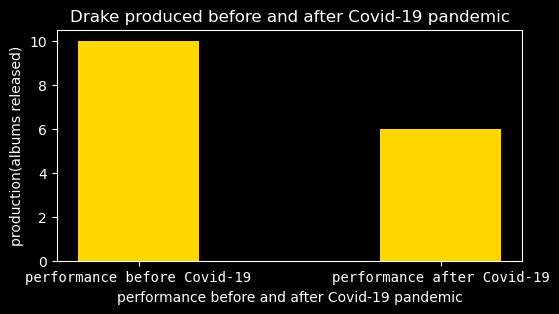 Drake produced before and after Covid-19 pandemic
production(albums released)
10
8
6
4
2
0
performance before Covid-19
performance after Covid-19
performance before and after Covid-19 pandemic